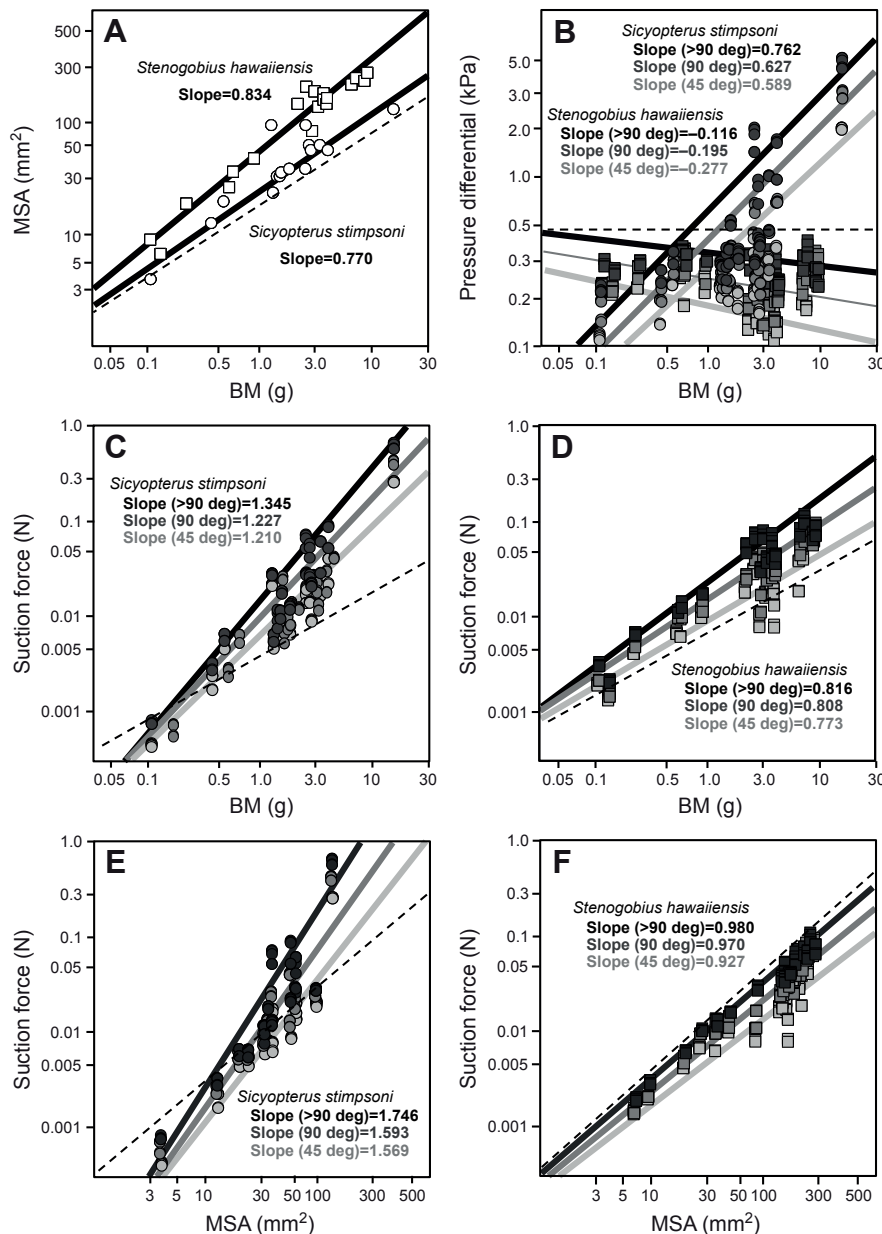 A
Stenogobius hawaiiensis
Slope=0.834
Sicyopterus stimpsoni
Slope=0.770
MSA (mm²)
500
300
100
50
30
10
5
3
0.05 0.1 0.5 1.0 3.0 10 30
BM (g)
B
Sicyopterus stimpsoni
Slope (>90 deg)=0.762
Slope (90 deg)=0.627
Slope (45 deg)=0.589
Stenogobius hawaiiensis
Slope (>90 deg)=–0.116
Slope (90 deg)=–0.195
Slope (45 deg)=–0.277
Pressure differential (kPa)
5.0
3.0
2.0
1.0
0.5
0.3
0.2
0.1
0.05 0.1 0.5 1.0 3.0 10 30
BM (g)
C
Sicyopterus stimpsoni
Slope (>90 deg)=1.345
Slope (90 deg)=1.227
Slope (45 deg)=1.210
Suction force (N)
1.0
0.3
0.1
0.05
0.01
0.005
0.001
0.05 0.1 0.5 1.0 3.0 10 30
BM (g)
D
Stenogobius hawaiiensis
Slope (>90 deg)=0.816
Slope (90 deg)=0.808
Slope (45 deg)=0.773
Suction force (N)
1.0
0.3
0.1
0.05
0.01
0.005
0.001
0.05 0.1 0.5 1.0 3.0 10 30
BM (g)
E
Sicyopterus stimpsoni
Slope (>90 deg)=1.746
Slope (90 deg)=1.593
Slope (45 deg)=1.569
Suction force (N)
1.0
0.3
0.1
0.05
0.01
0.005
0.001
3 5 10 30 50 100 300 500
MSA (mm²)
F
Stenogobius hawaiiensis
Slope (>90 deg)=0.980
Slope (90 deg)=0.970
Slope (45 deg)=0.927
Suction force (N)
1.0
0.3
0.1
0.05
0.01
0.005
0.001
3 5 10 30 50 100 300 500
MSA (mm²)